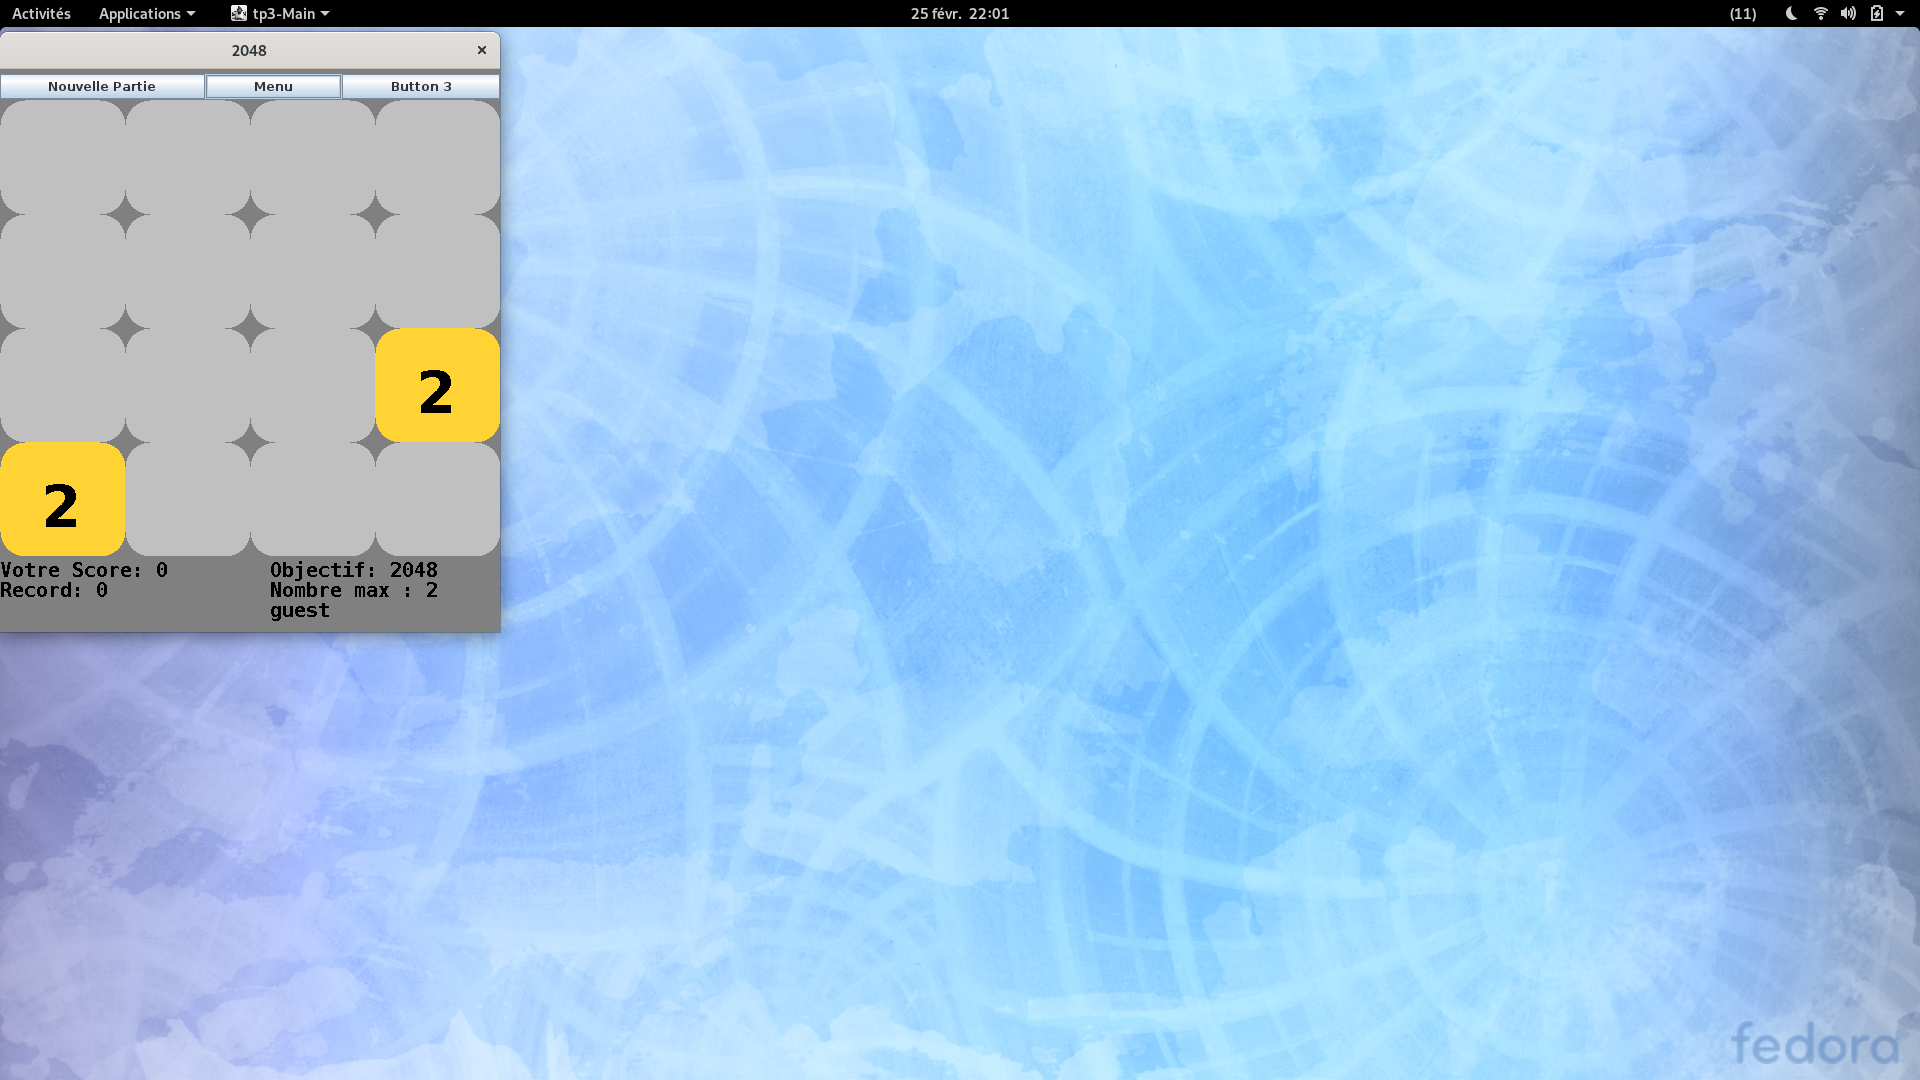 Activités Applications tp3-Main 25 févr. 22:01 (11)
2048 ×
Nouvelle Partie Menu Button 3
2
2
Votre Score: 0 Objectif: 2048
Record: 0 Nombre max : 2
guest
fedora